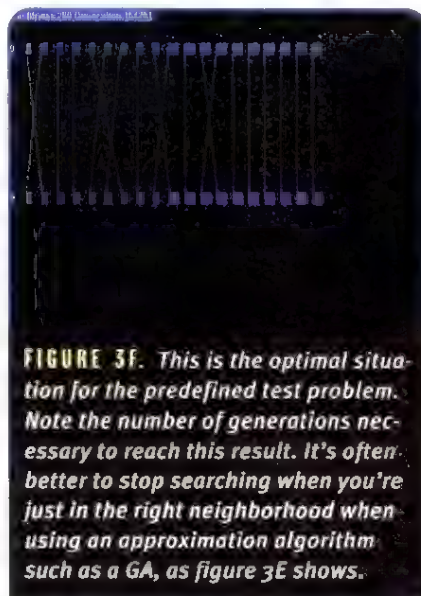 FIGURE 3F. This is the optimal situa-
tion for the predefined test problem.
Note the number of generations nec-
essary to reach this result. It's often
better to stop searching when you're
just in the right neighborhood when
using an approximation algorithm
such as a GA, as figure 3E shows.